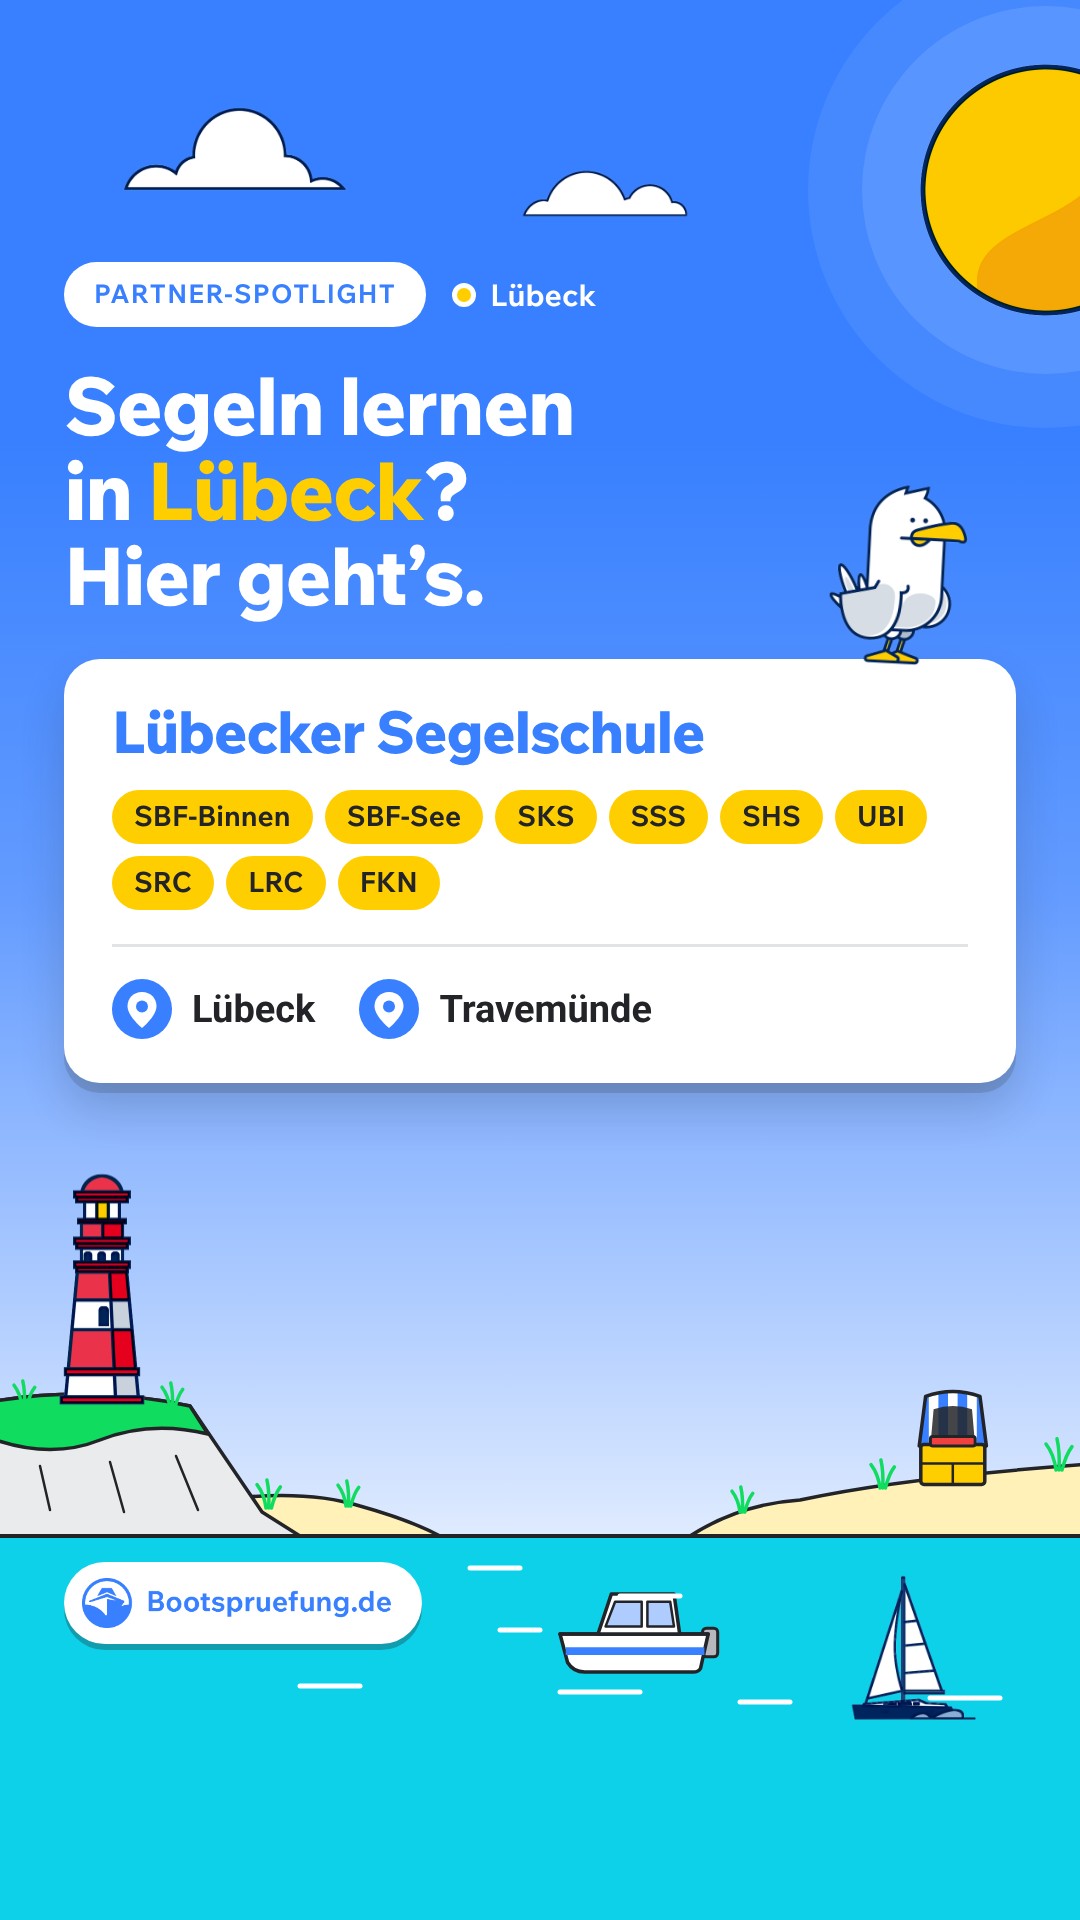 PARTNER-SPOTLIGHT Lübeck
Segeln lernen
in Lübeck?
Hier geht’s.
Lübecker Segelschule
SBF-Binnen SBF-See SKS SSS SHS UBI
SRC LRC FKN
Lübeck Travemünde
Bootspruefung.de